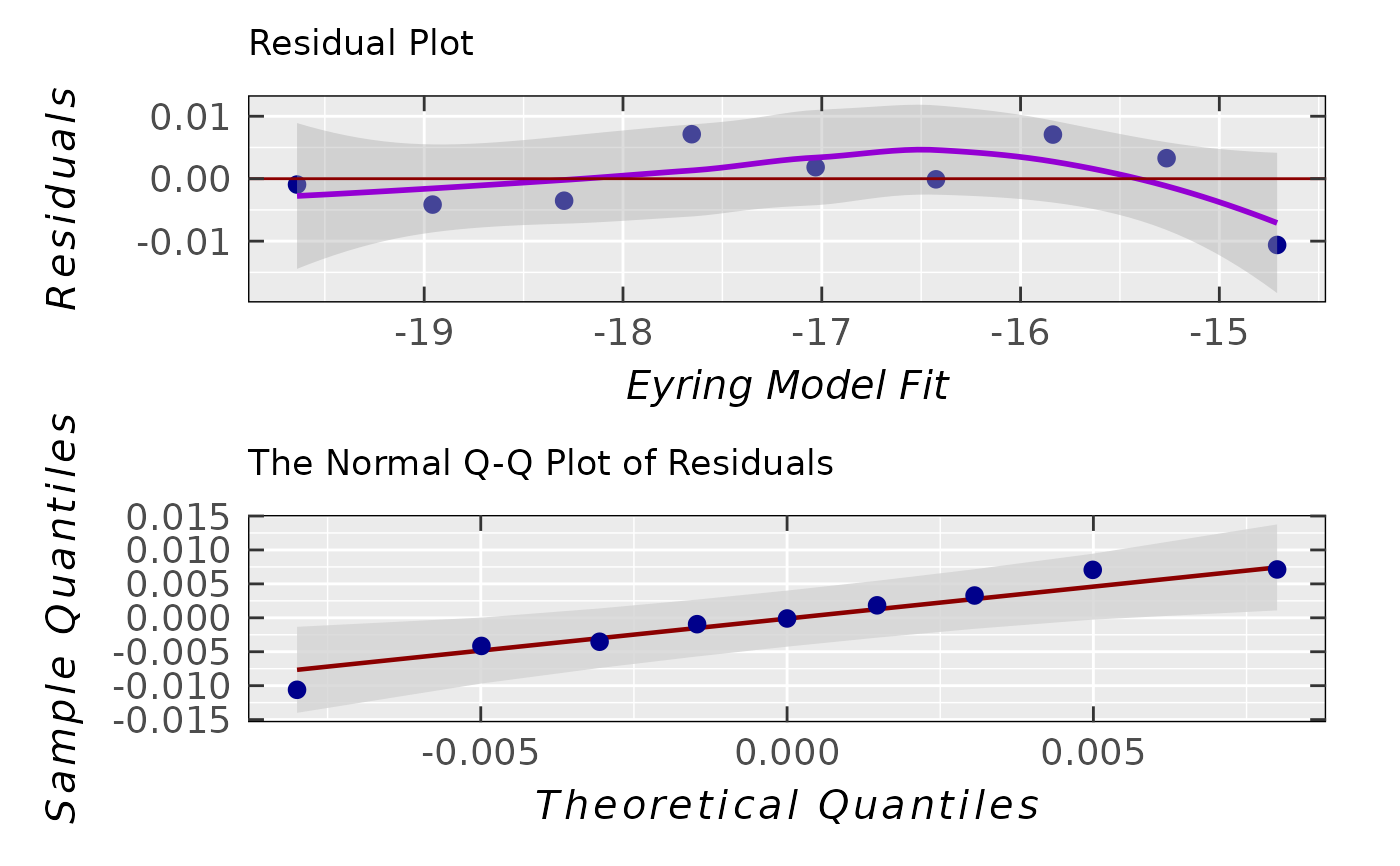 Residual Plot
Residuals
0.01
0.00
-0.01
-19 -18 -17 -16 -15
Eyring Model Fit
The Normal Q-Q Plot of Residuals
Sample Quantiles
0.015
0.010
0.005
0.000
-0.005
-0.010
-0.015
-0.005 0.000 0.005
Theoretical Quantiles